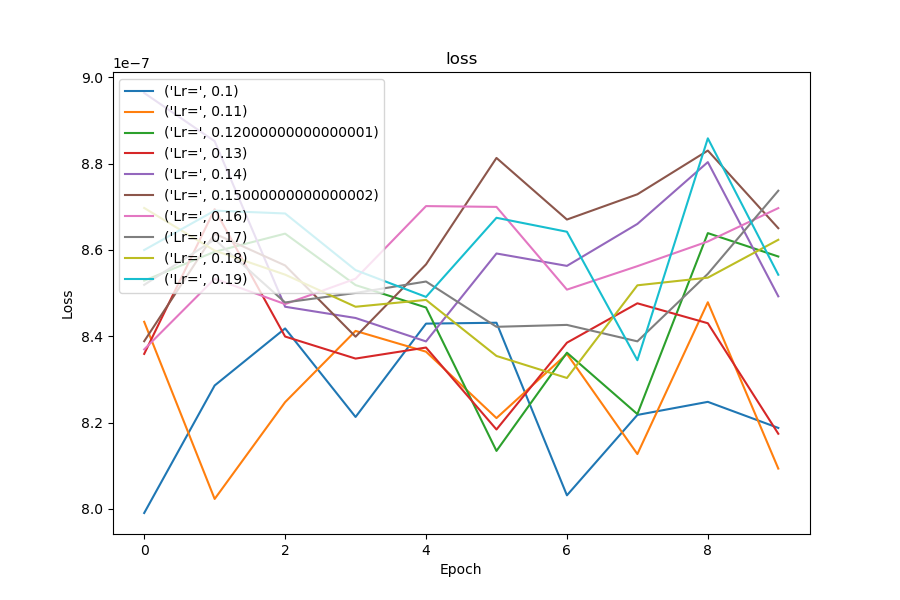 loss
1e−7
9.0
8.8
8.6
8.4
8.2
8.0
Loss
('Lr=', 0.1)
('Lr=', 0.11)
('Lr=', 0.12000000000000001)
('Lr=', 0.13)
('Lr=', 0.14)
('Lr=', 0.15000000000000002)
('Lr=', 0.16)
('Lr=', 0.17)
('Lr=', 0.18)
('Lr=', 0.19)
0 2 4 6 8
Epoch